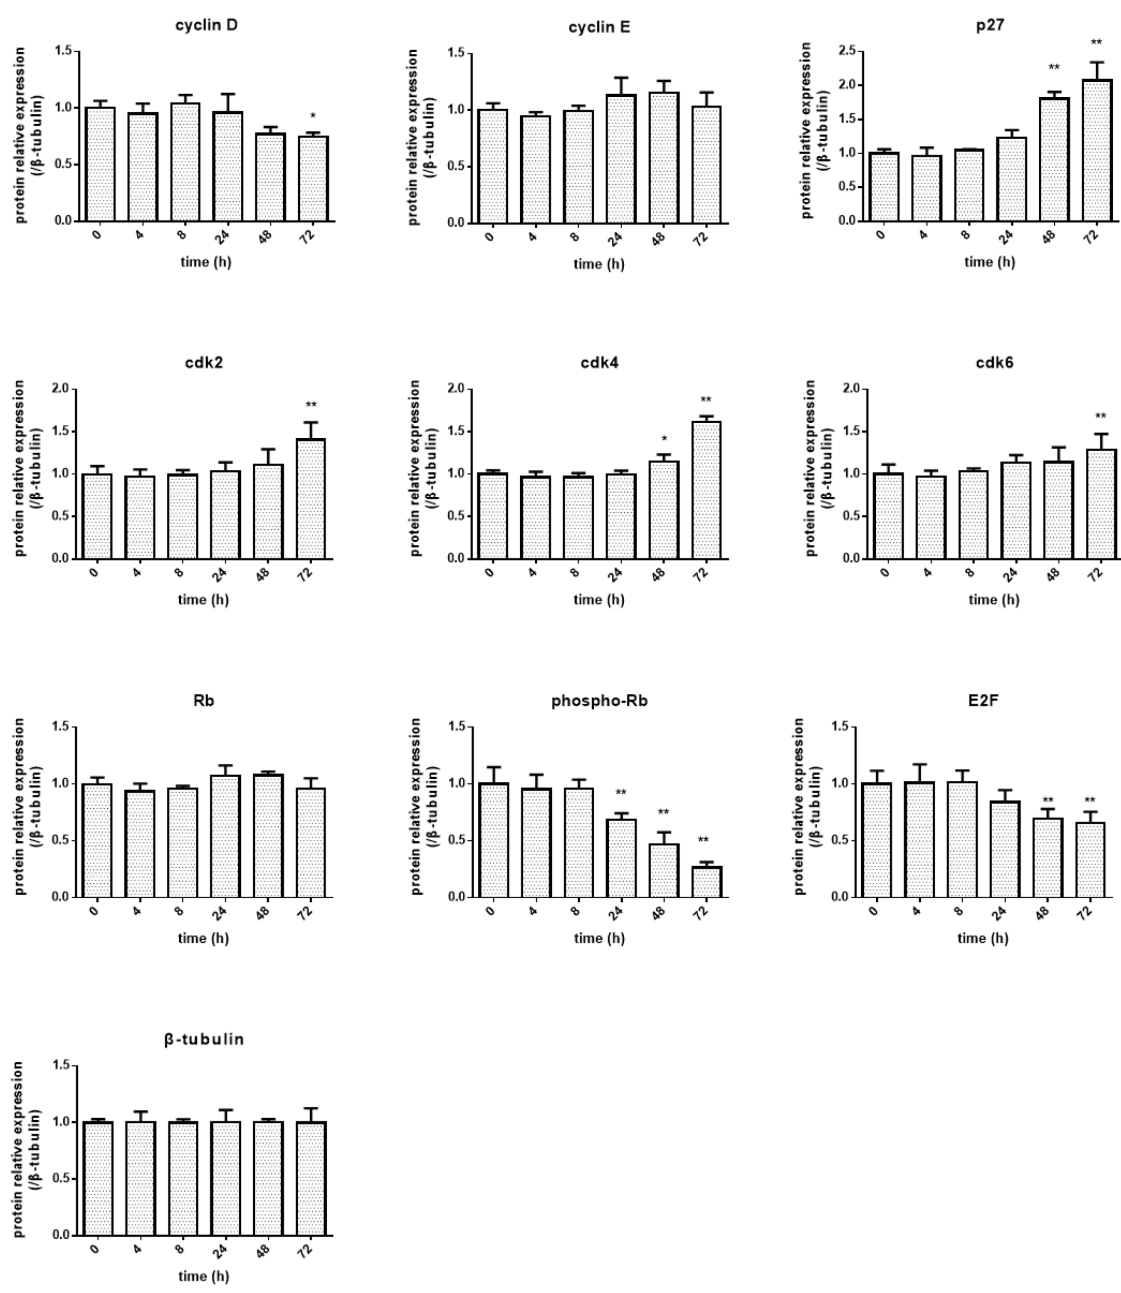 cyclin D
protein relative expression
(/β-tubulin)
1.5
1.0
0.5
0.0
*
0 4 8 24 48 72
time (h)
cyclin E
protein relative expression
(/β-tubulin)
1.5
1.0
0.5
0.0
0 4 8 24 48 72
time (h)
p27
protein relative expression
(/β-tubulin)
2.5
2.0
1.5
1.0
0.5
0.0
** **
0 4 8 24 48 72
time (h)
cdk2
protein relative expression
(/β-tubulin)
2.0
1.5
1.0
0.5
0.0
**
0 4 8 24 48 72
time (h)
cdk4
protein relative expression
(/β-tubulin)
2.0
1.5
1.0
0.5
0.0
* **
0 4 8 24 48 72
time (h)
cdk6
protein relative expression
(/β-tubulin)
2.0
1.5
1.0
0.5
0.0
**
0 4 8 24 48 72
time (h)
Rb
protein relative expression
(/β-tubulin)
1.5
1.0
0.5
0.0
0 4 8 24 48 72
time (h)
phospho-Rb
protein relative expression
(/β-tubulin)
1.5
1.0
0.5
0.0
** ** **
0 4 8 24 48 72
time (h)
E2F
protein relative expression
(/β-tubulin)
1.5
1.0
0.5
0.0
** **
0 4 8 24 48 72
time (h)
β-tubulin
protein relative expression
(/β-tubulin)
1.5
1.0
0.5
0.0
0 4 8 24 48 72
time (h)